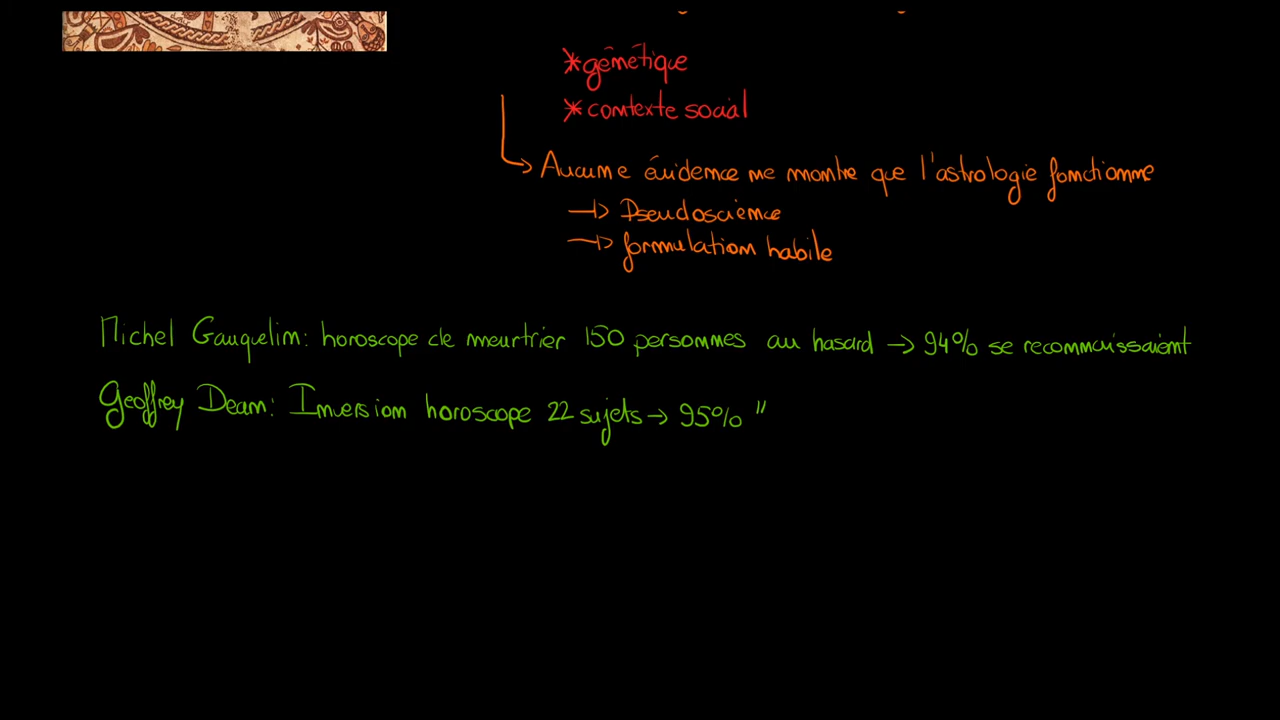 *génétique
*contexte social
Aucune évidence ne montre que l'astrologie fonctionne
→ Pseudoscience
→ formulation habile
Michel Gauquelin: horoscope de meurtrier 150 personnes au hasard → 94% se reconnaissaient
Geoffrey Dean: Inversion horoscope 22 sujets → 95% "